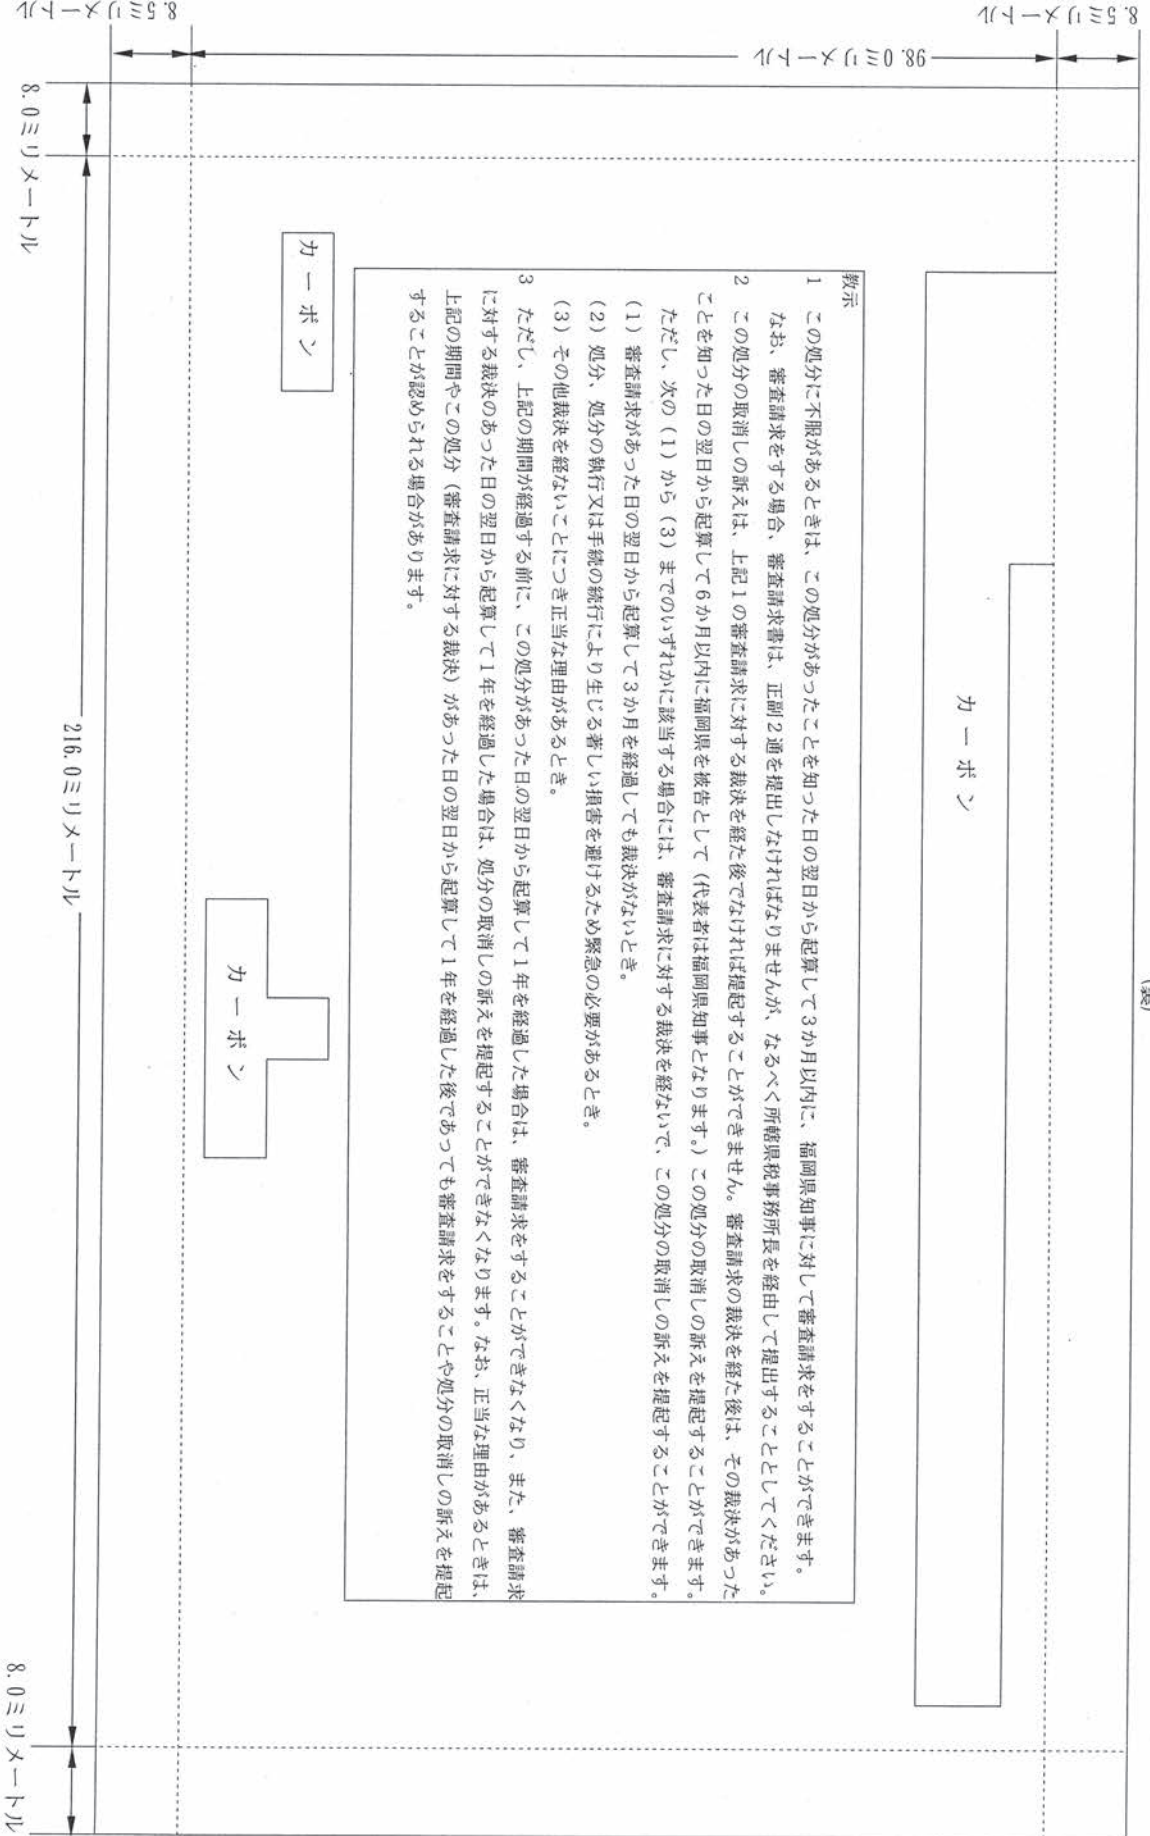 8.5ミリメートル
98.0ミリメートル
8.5ミリメートル
カーボン
教示
1 この処分に不服があるときは、この処分があったことを知った日の翌日から起算して3か月以内に、福岡県知事に対して審査請求をすることができます。
なお、審査請求をする場合、審査請求書は、正副2通を提出しなければなりませんが、なるべく所轄県税事務所長を経由して提出することとしてください。
2 この処分の取消しの訴えは、上記1の審査請求に対する裁決を経た後でなければ提起することができません。審査請求の裁決を経た後は、その裁決があった
ことを知った日の翌日から起算して6か月以内に福岡県を被告として（代表者は福岡県知事となります。）この処分の取消しの訴えを提起することができます。
ただし、次の（1）から（3）までのいずれかに該当する場合には、審査請求に対する裁決を経ないで、この処分の取消しの訴えを提起することができます。
（1）審査請求があった日の翌日から起算して3か月を経過しても裁決がないとき。
（2）処分、処分の執行又は手続の続行により生じる著しい損害を避けるため緊急の必要があるとき。
（3）その他裁決を経ないことにつき正当な理由があるとき。
3 ただし、上記の期間が経過する前に、この処分があった日の翌日から起算して1年を経過した場合は、審査請求をすることができなくなり、また、審査請求
に対する裁決のあった日の翌日から起算して1年を経過した場合は、処分の取消しの訴えを提起することができなくなります。なお、正当な理由があるときは、
上記の期間やこの処分（審査請求に対する裁決）があった日の翌日から起算して1年を経過した後であっても審査請求をすることや処分の取消しの訴えを提起
することが認められる場合があります。
カーボン
カーボン
8.0ミリメートル
216.0ミリメートル
8.0ミリメートル